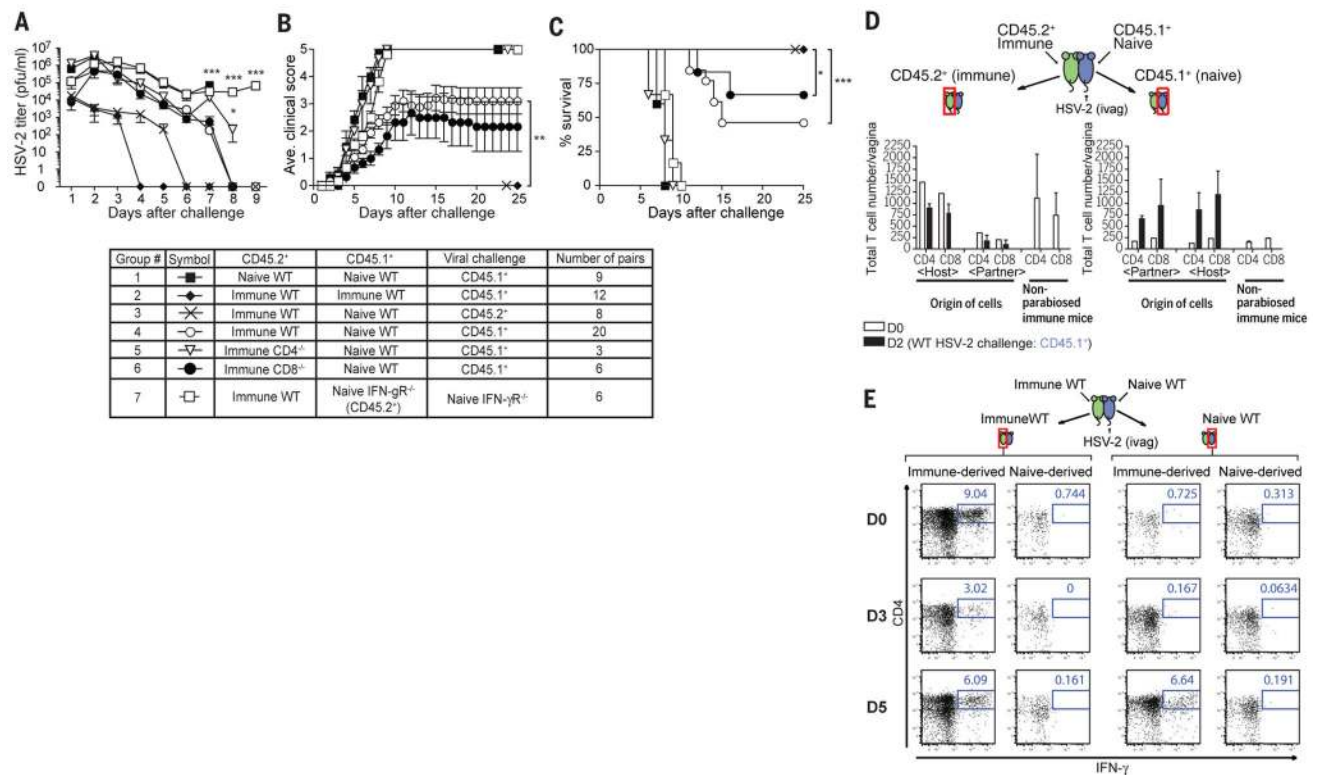 A
HSV-2 titer (pfu/ml)
10⁷
10⁶
10⁵
10⁴
10³
10²
10¹
0
***
***
***
*
1 2 3 4 5 6 7 8 9
Days after challenge
B
Ave. clinical score
5
4
3
2
1
0
0 5 10 15 20 25
Days after challenge
**
C
% survival
100
80
60
40
20
0
0 5 10 15 20 25
Days after challenge
*
***
Group # Symbol CD45.2⁺ CD45.1⁺ Viral challenge Number of pairs
1 Naive WT Naive WT CD45.1⁺ 9
2 Immune WT Immune WT CD45.1⁺ 12
3 Immune WT Naive WT CD45.2⁺ 8
4 Immune WT Naive WT CD45.1⁺ 20
5 Immune CD4⁻/⁻ Naive WT CD45.1⁺ 3
6 Immune CD8⁻/⁻ Naive WT CD45.1⁺ 6
7 Immune WT Naive IFN-gR⁻/⁻ Naive IFN-γR⁻/⁻ 6
(CD45.2⁺)
D
CD45.2⁺ CD45.1⁺
Immune Naive
CD45.2⁺ (immune) CD45.1⁺ (naive)
HSV-2 (ivag)
Total T cell number/vagina
2250
2000
1750
1500
1250
1000
750
500
250
0
CD4 CD8 CD4 CD8 CD4 CD8
<Host> <Partner>
Origin of cells
Non-
parabiosed
immune mice
Total T cell number/vagina
2250
2000
1750
1500
1250
1000
750
500
250
0
CD4 CD8 CD4 CD8 CD4 CD8
<Partner> <Host>
Origin of cells
Non-
parabiosed
immune mice
D0
D2 (WT HSV-2 challenge: CD45.1⁺)
E
Immune WT Naive WT
ImmuneWT Naive WT
HSV-2 (ivag)
Immune-derived Naive-derived Immune-derived Naive-derived
D0 9.04 0.744 0.725 0.313
D3 3.02 0 0.167 0.0634
D5 6.09 0.161 6.64 0.191
CD4
IFN-γ